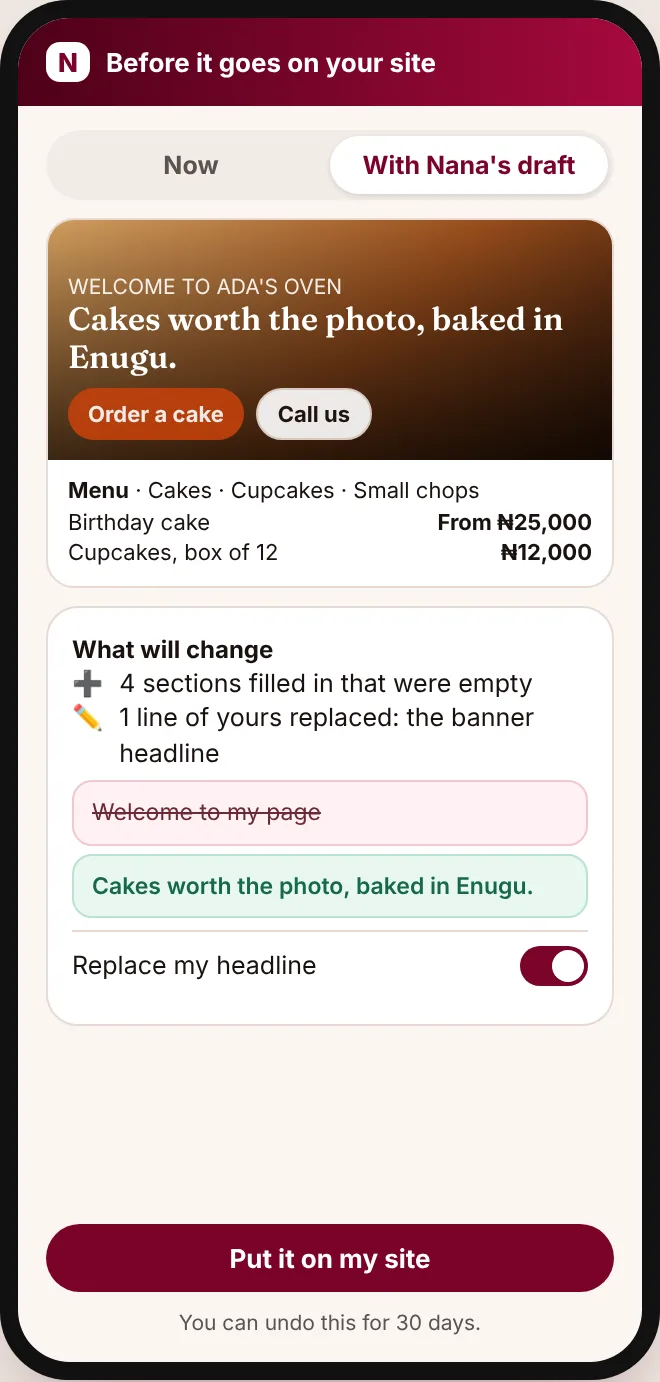 N Before it goes on your site
Now
With Nana's draft
WELCOME TO ADA'S OVEN
Cakes worth the photo, baked in
Enugu.
Order a cake
Call us
Menu · Cakes · Cupcakes · Small chops
Birthday cake From ₦25,000
Cupcakes, box of 12 ₦12,000
What will change
➕ 4 sections filled in that were empty
✏️ 1 line of yours replaced: the banner
headline
Welcome to my page
Cakes worth the photo, baked in Enugu.
Replace my headline
Put it on my site
You can undo this for 30 days.